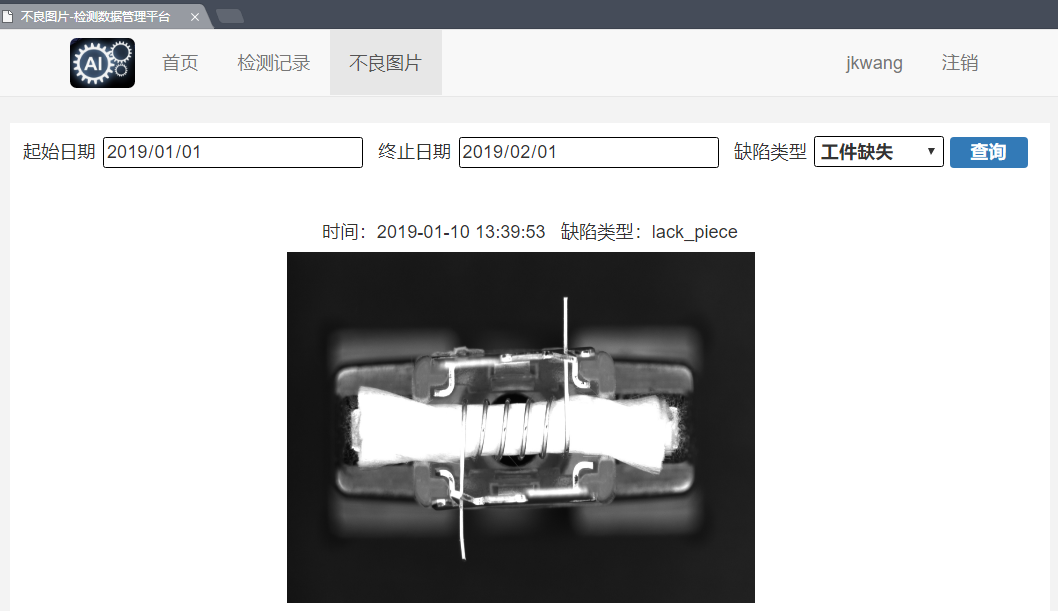 不良图片-检测数据管理平台
AI 首页 检测记录 不良图片 jkwang 注销
起始日期 2019/01/01 终止日期 2019/02/01 缺陷类型 工件缺失 查询
时间：2019-01-10 13:39:53 缺陷类型：lack_piece